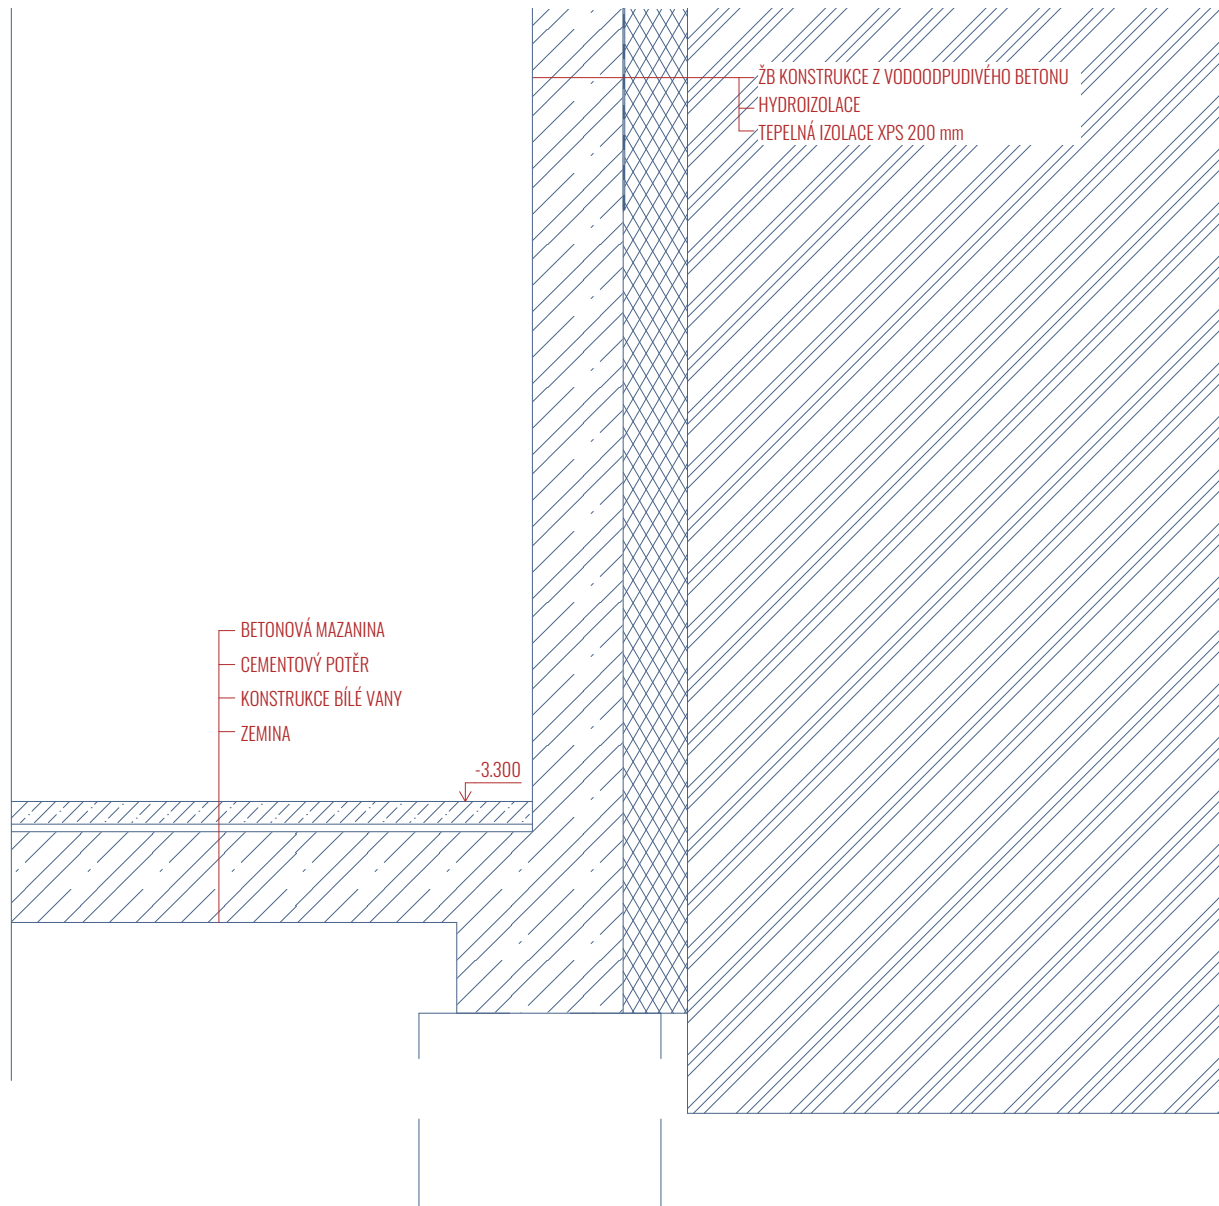 ŽB KONSTRUKCE Z VODOODPUDIVÉHO BETONU
HYDROIZOLACE
TEPELNÁ IZOLACE XPS 200 mm
BETONOVÁ MAZANINA
CEMENTOVÝ POTĚR
KONSTRUKCE BÍLÉ VANY
ZEMINA
-3.300